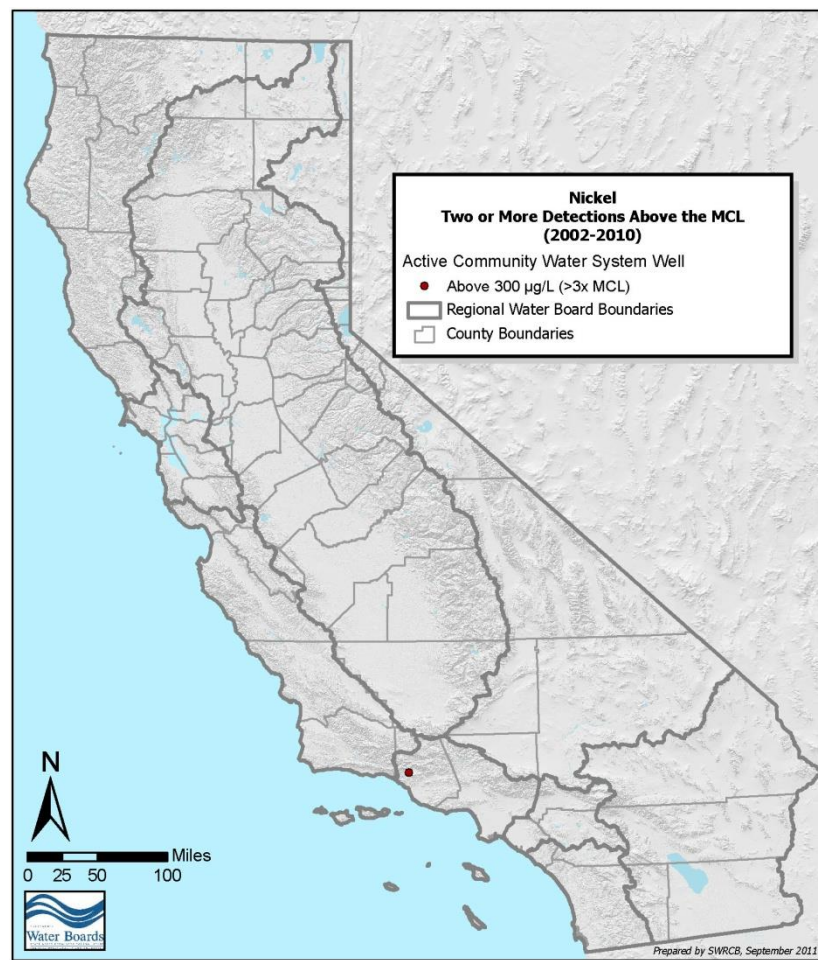 Nickel
Two or More Detections Above the MCL
(2002-2010)
Active Community Water System Well
Above 300 µg/L (>3x MCL)
Regional Water Board Boundaries
County Boundaries
N
Miles
0 25 50 100
Water Boards
Prepared by SWRCB, September 2011